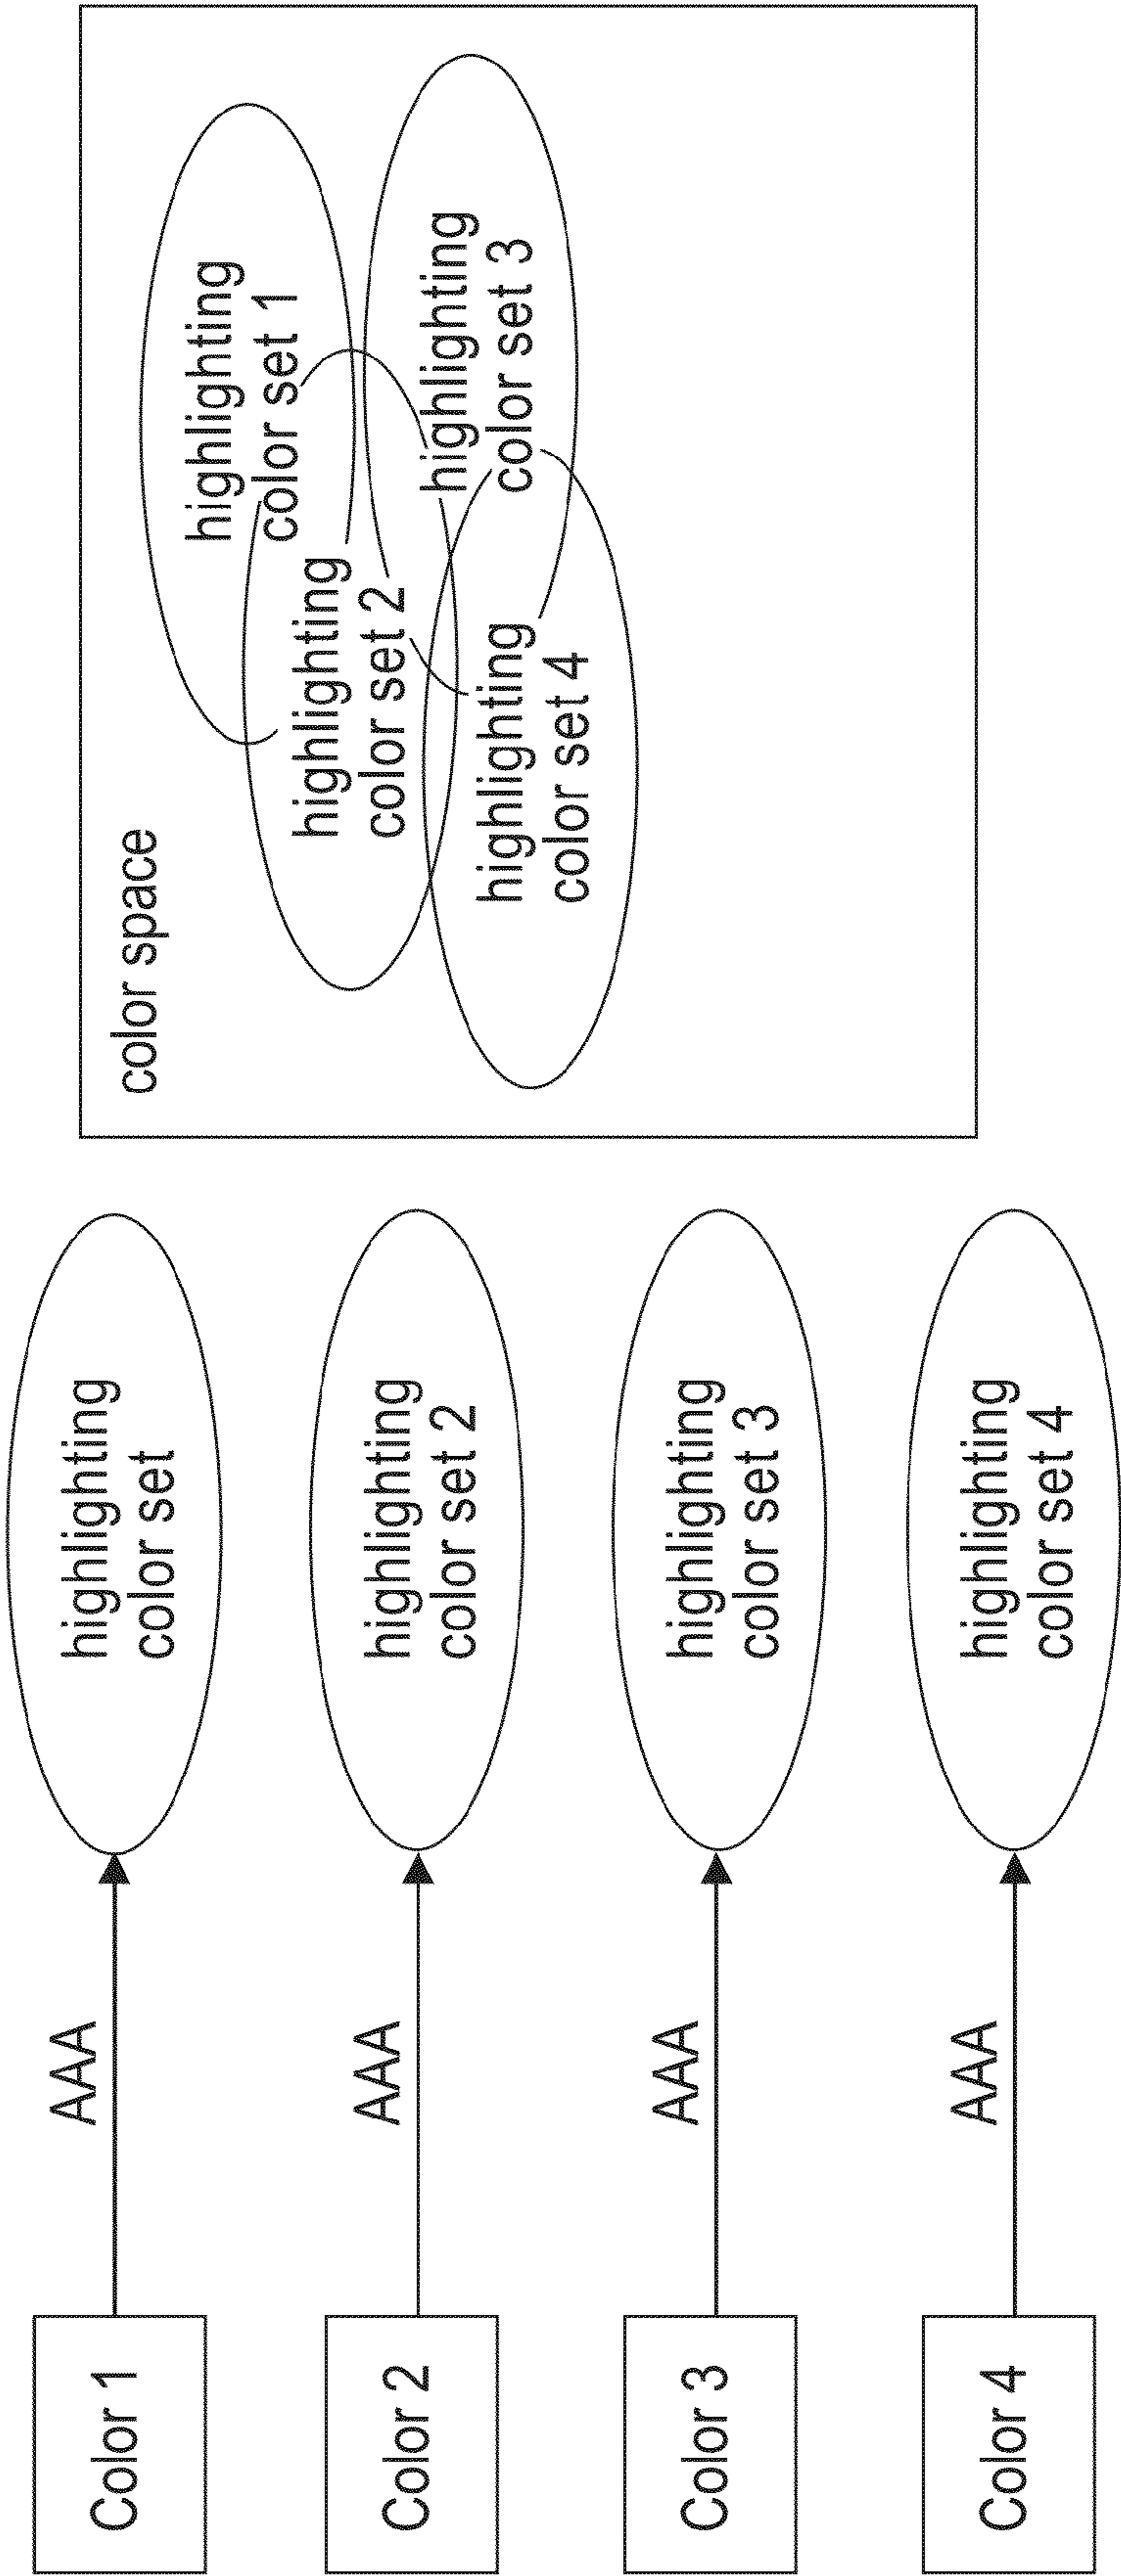 Color 1
AAA
highlighting
color set
Color 2
AAA
highlighting
color set 2
Color 3
AAA
highlighting
color set 3
Color 4
AAA
highlighting
color set 4
color space
highlighting
color set 1
highlighting
color set 2
highlighting
color set 3
highlighting
color set 4